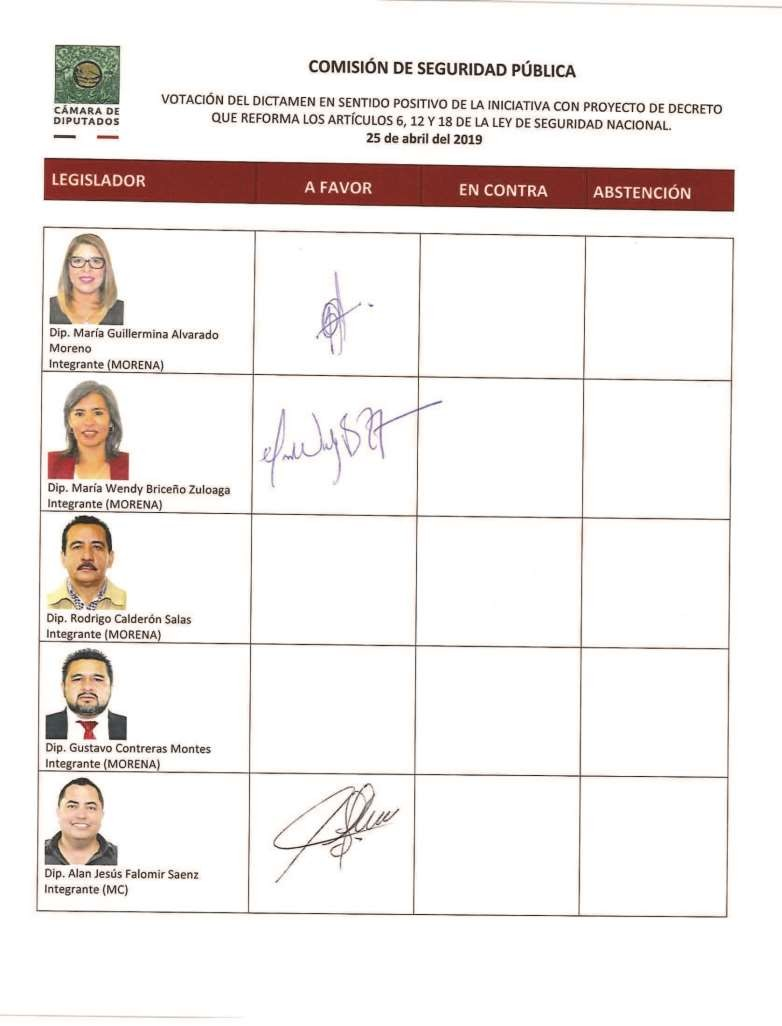 CÁMARA DE
DIPUTADOS
COMISIÓN DE SEGURIDAD PÚBLICA
VOTACIÓN DEL DICTAMEN EN SENTIDO POSITIVO DE LA INICIATIVA CON PROYECTO DE DECRETO
QUE REFORMA LOS ARTÍCULOS 6, 12 Y 18 DE LA LEY DE SEGURIDAD NACIONAL.
25 de abril del 2019
LEGISLADOR A FAVOR EN CONTRA ABSTENCIÓN
Dip. María Guillermina Alvarado
Moreno
Integrante (MORENA)
Dip. María Wendy Briceño Zuloaga
Integrante (MORENA)
Dip. Rodrigo Calderón Salas
Integrante (MORENA)
Dip. Gustavo Contreras Montes
Integrante (MORENA)
Dip. Alan Jesús Falomir Saenz
Integrante (MC)